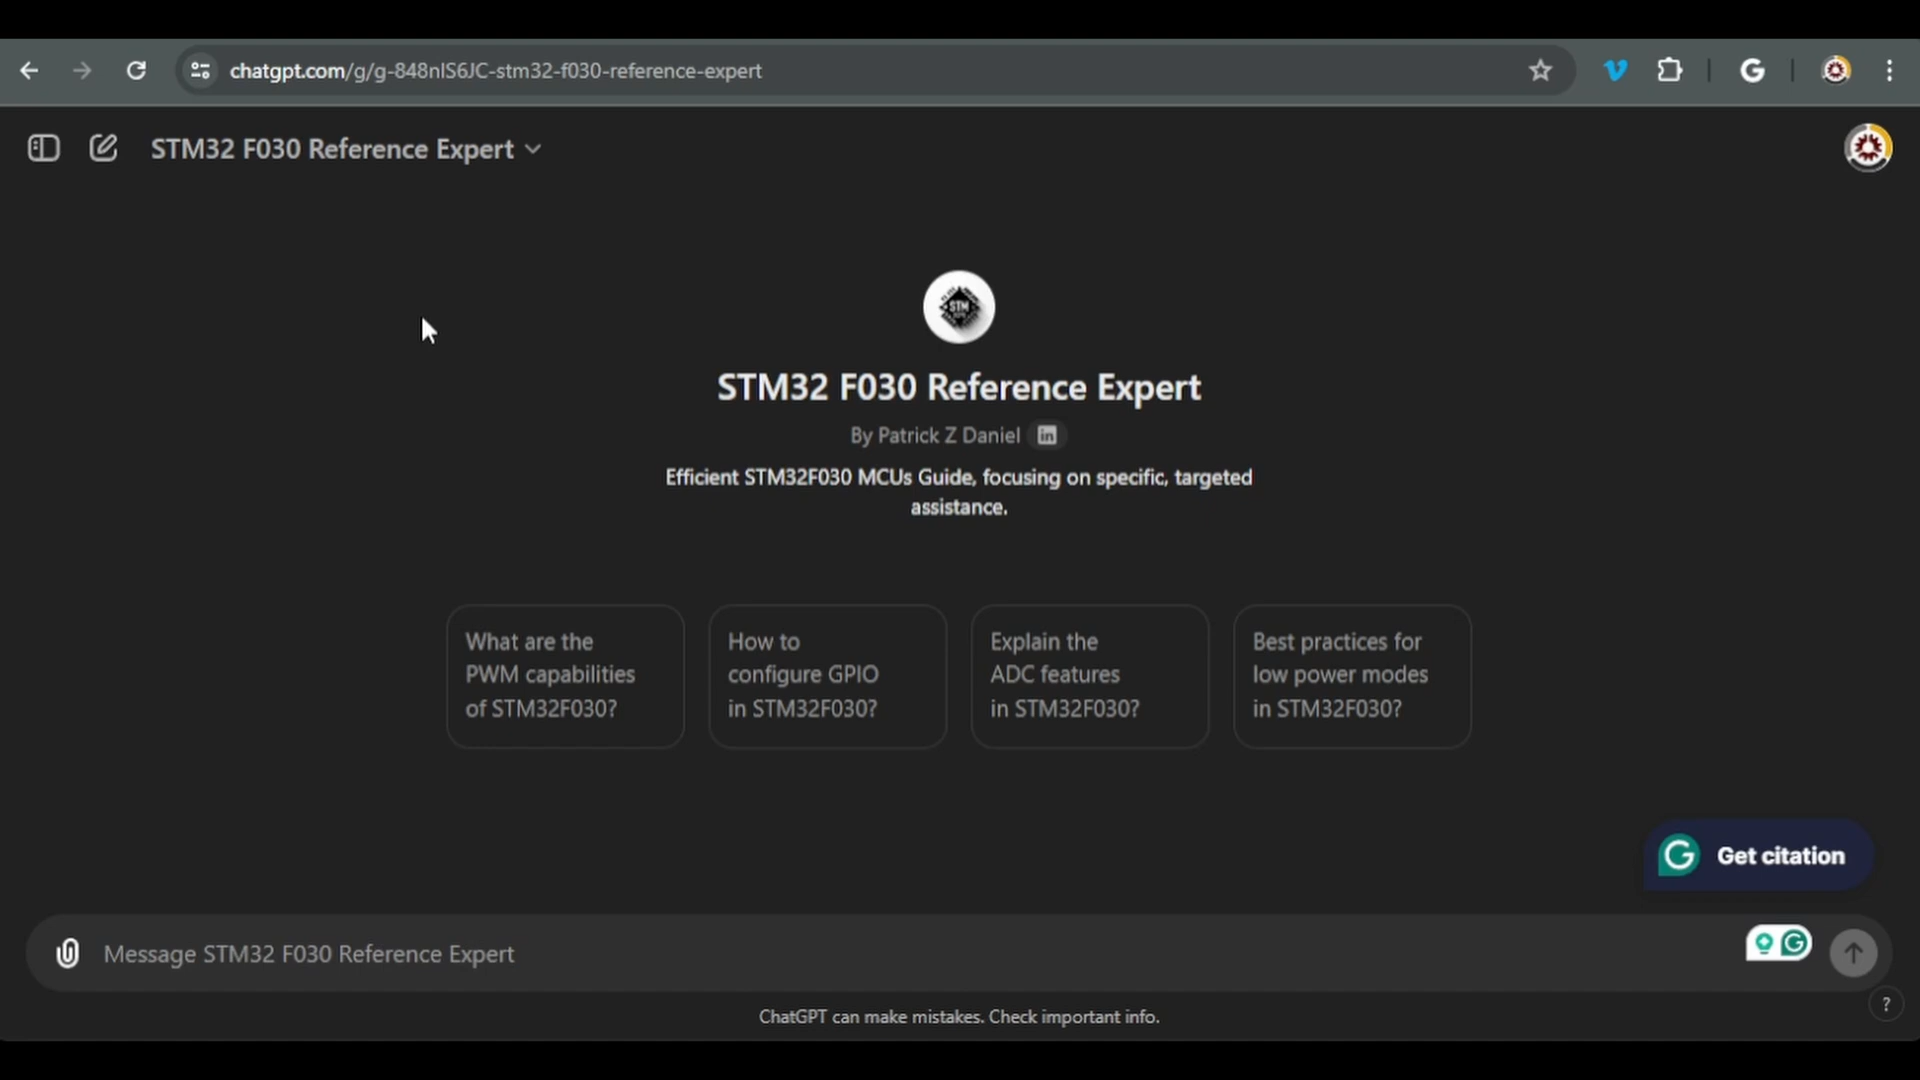 chatgpt.com/g/g-848nlS6JC-stm32-f030-reference-expert
STM32 F030 Reference Expert
STM
STM32 F030 Reference Expert
By Patrick Z Daniel in
Efficient STM32F030 MCUs Guide, focusing on specific, targeted
assistance.
What are the
PWM capabilities
of STM32F030?
How to
configure GPIO
in STM32F030?
Explain the
ADC features
in STM32F030?
Best practices for
low power modes
in STM32F030?
Get citation
Message STM32 F030 Reference Expert
ChatGPT can make mistakes. Check important info.
?